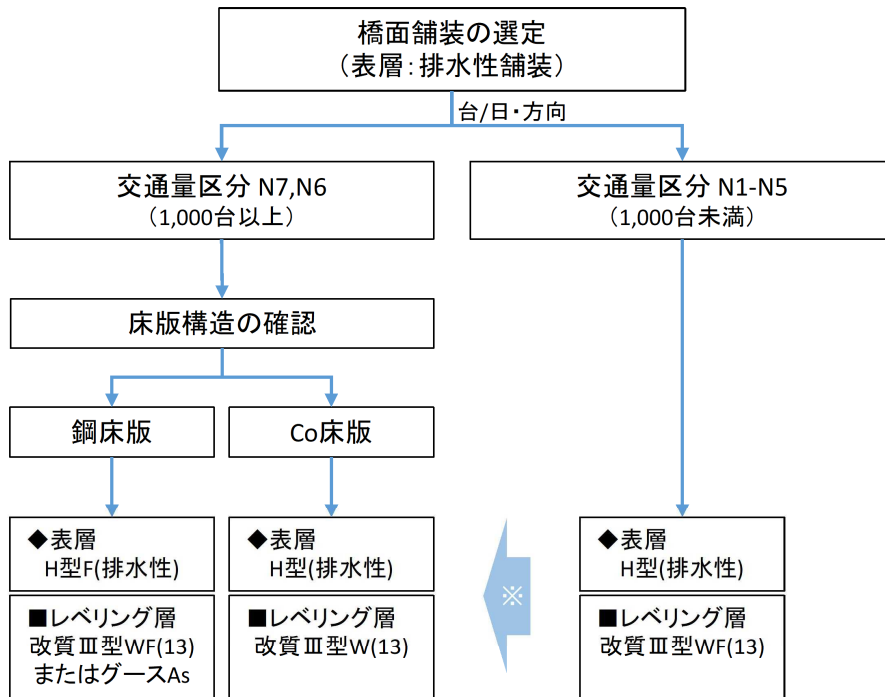 橋面舗装の選定
（表層：排水性舗装）
台/日・方向
交通量区分 N7,N6
（1,000台以上）
交通量区分 N1-N5
（1,000台未満）
床版構造の確認
鋼床版
Co床版
◆表層
H型F(排水性)
■レベリング層
改質Ⅲ型WF(13)
またはグースAs
◆表層
H型(排水性)
■レベリング層
改質Ⅲ型W(13)
※
◆表層
H型(排水性)
■レベリング層
改質Ⅲ型WF(13)